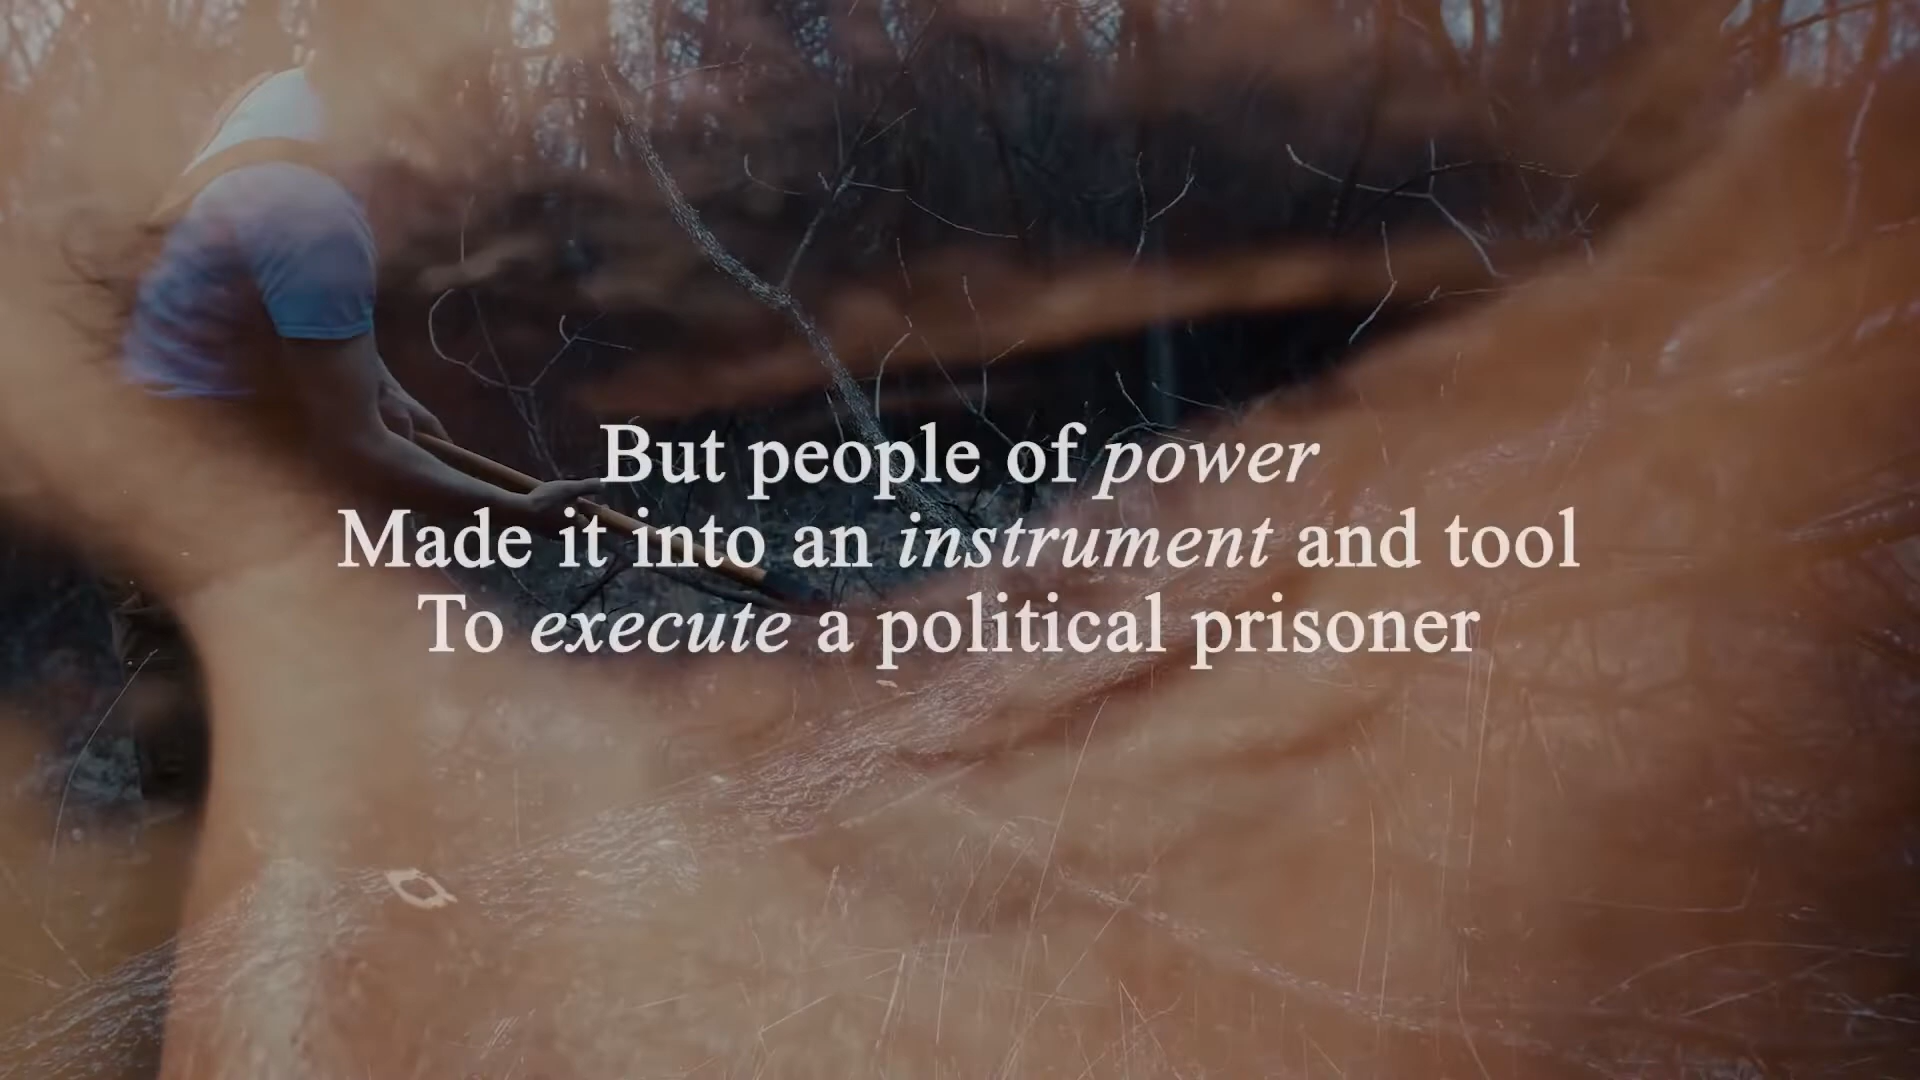 But people of power
Made it into an instrument and tool
To execute a political prisoner